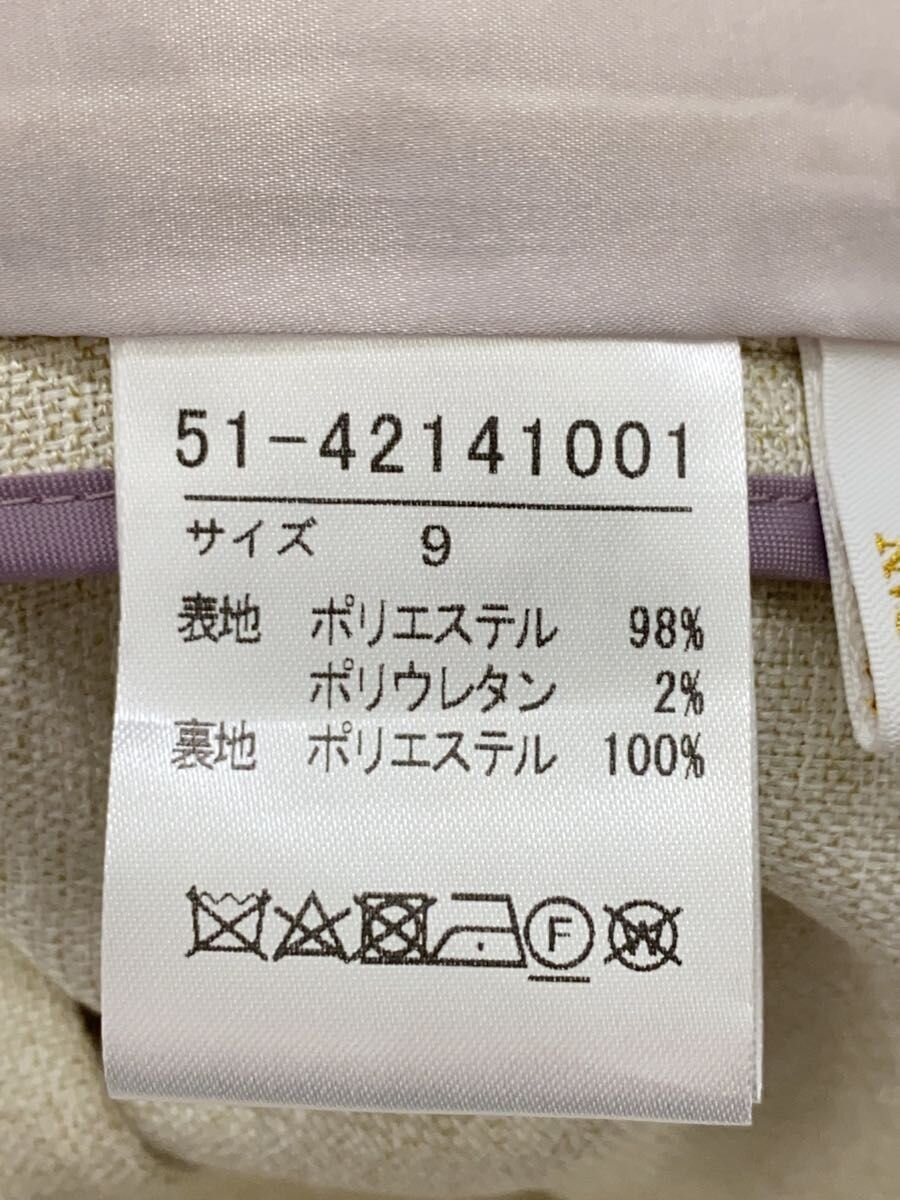 51-42141001
サイズ 9
表地 ポリエステル 98%
ポリウレタン 2%
裏地 ポリエステル 100%
F W